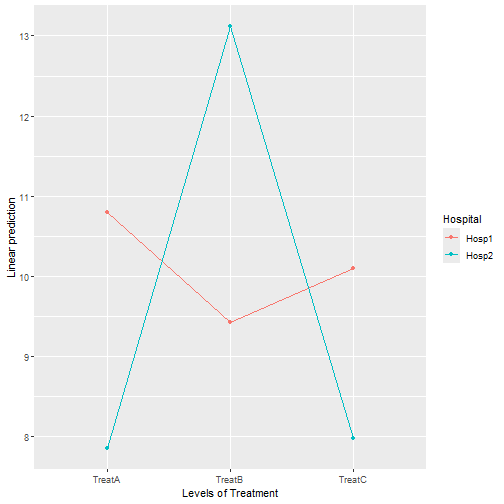 13
12
11
10
9
8
Linear prediction
TreatA
TreatB
TreatC
Levels of Treatment
Hospital
Hosp1
Hosp2